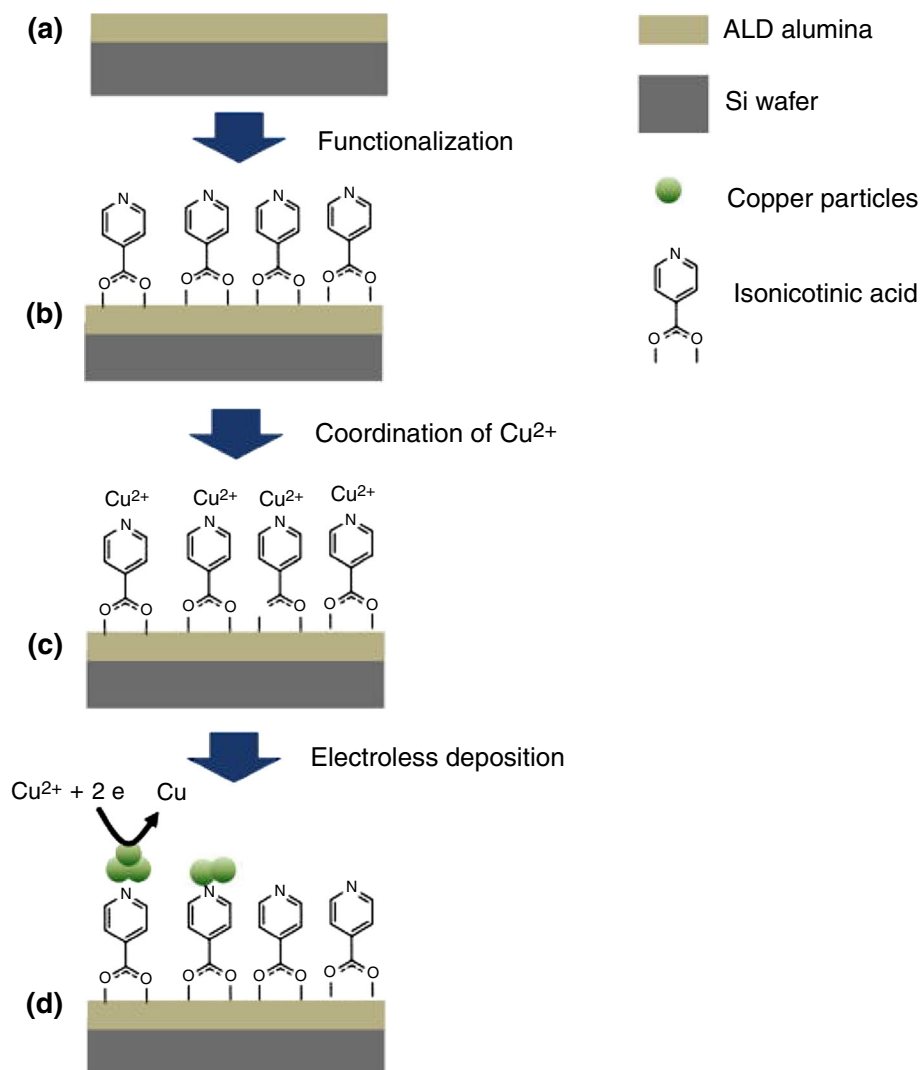 (a)
ALD alumina
Si wafer
Functionalization
Copper particles
N N N N
N
O O O O O O O O
Isonicotinic acid
O O
(b)
Coordination of Cu²⁺
Cu²⁺ Cu²⁺ Cu²⁺ Cu²⁺
N N N N
O O O O O O O
(c)
Electroless deposition
Cu²⁺ + 2 e Cu
N N N N
O O O O O O O O
(d)